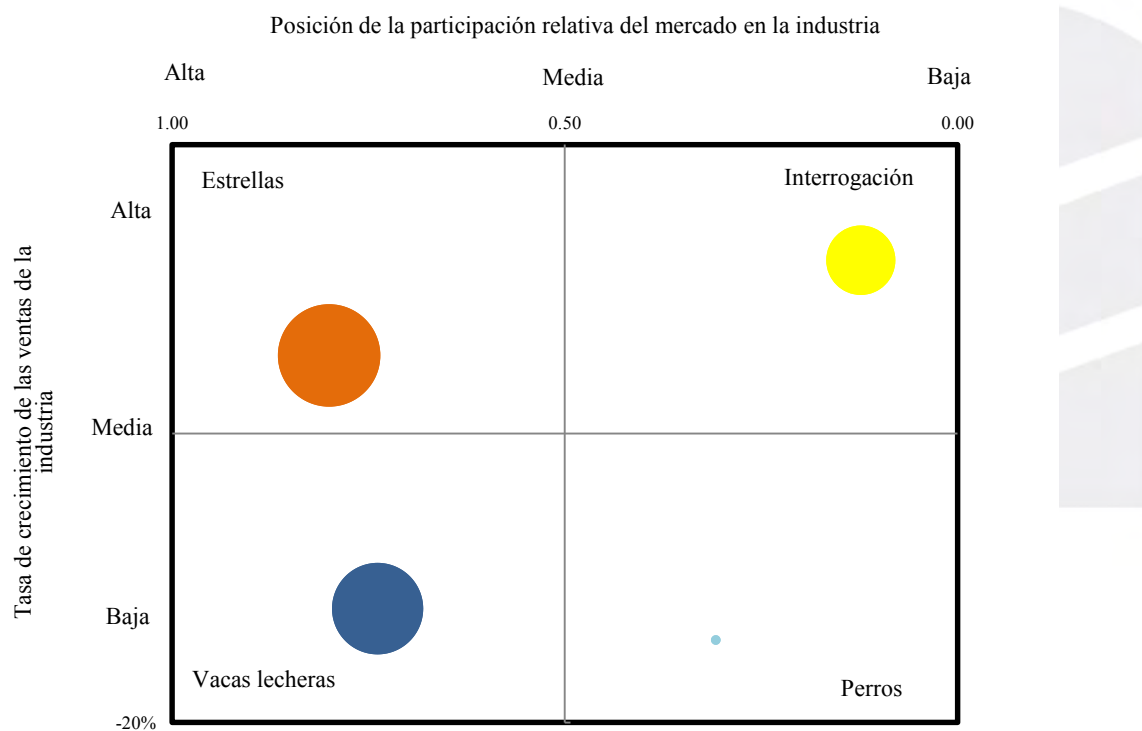 Posición de la participación relativa del mercado en la industria
Alta
Media
Baja
1.00
0.50
0.00
Estrellas
Interrogación
Alta
Tasa de crecimiento de las ventas de la
industria
Media
Baja
Vacas lecheras
Perros
-20%